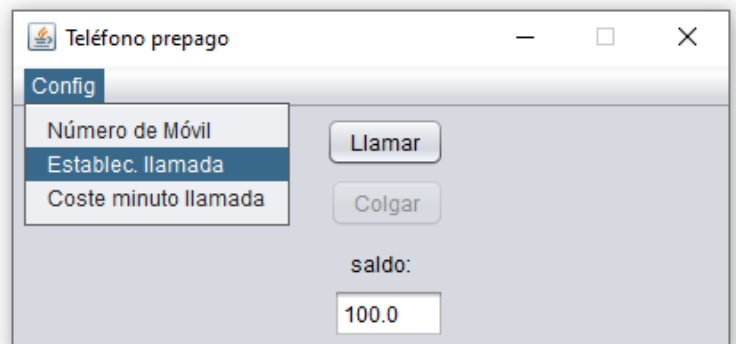 Teléfono prepago
Config
Número de Móvil
Establec. llamada
Coste minuto llamada
Llamar
Colgar
saldo:
100.0